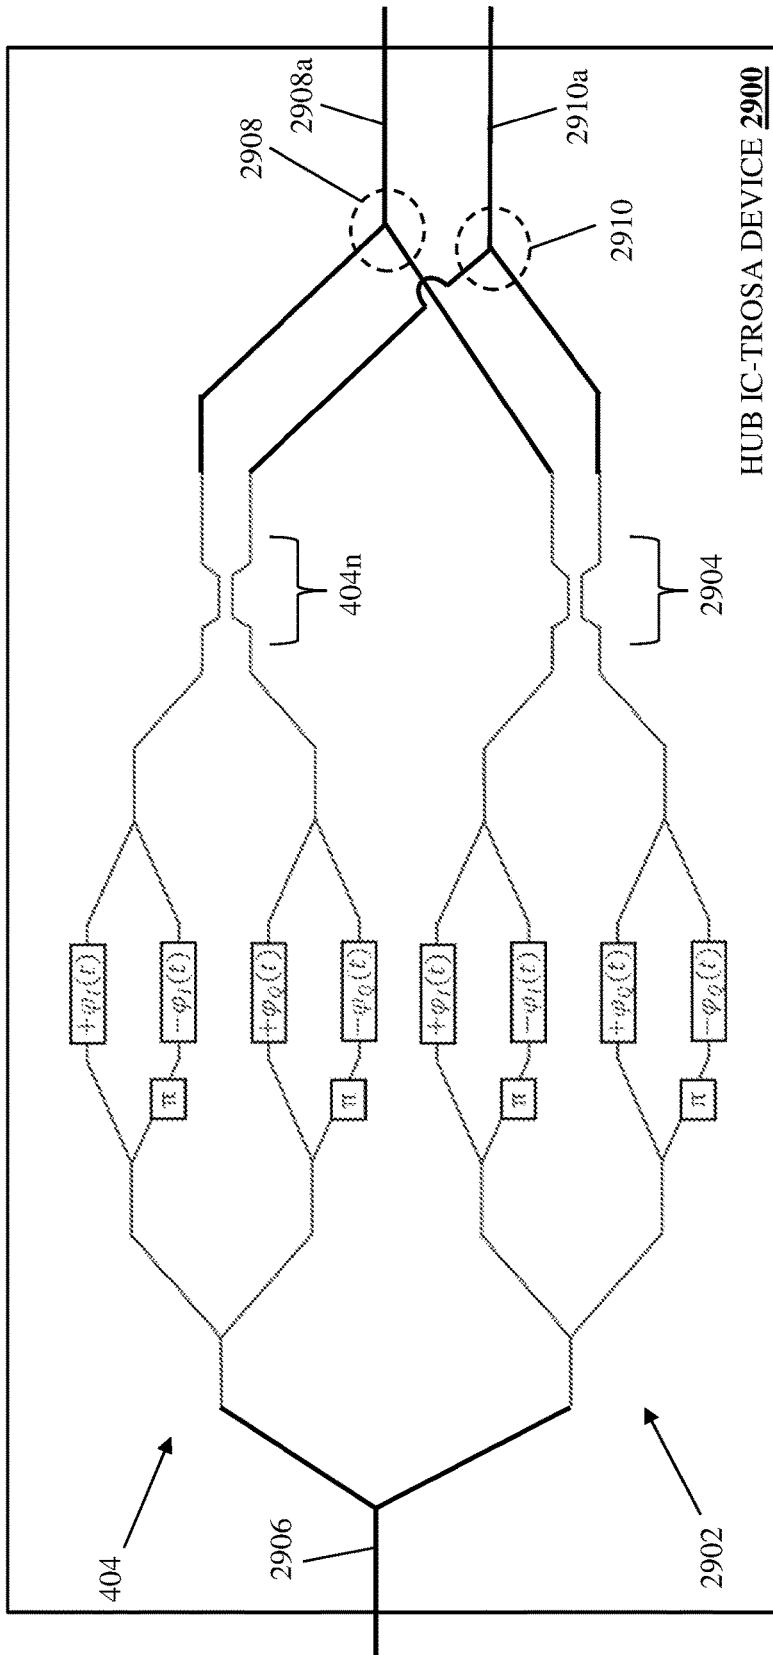 HUB IC-TROSA DEVICE 2900
404
2906
2902
+φI(t)
π
−φI(t)
+φQ(t)
π
−φQ(t)
+φI(t)
π
−φI(t)
+φQ(t)
π
−φQ(t)
404n
2904
2908
2908a
2910a
2910